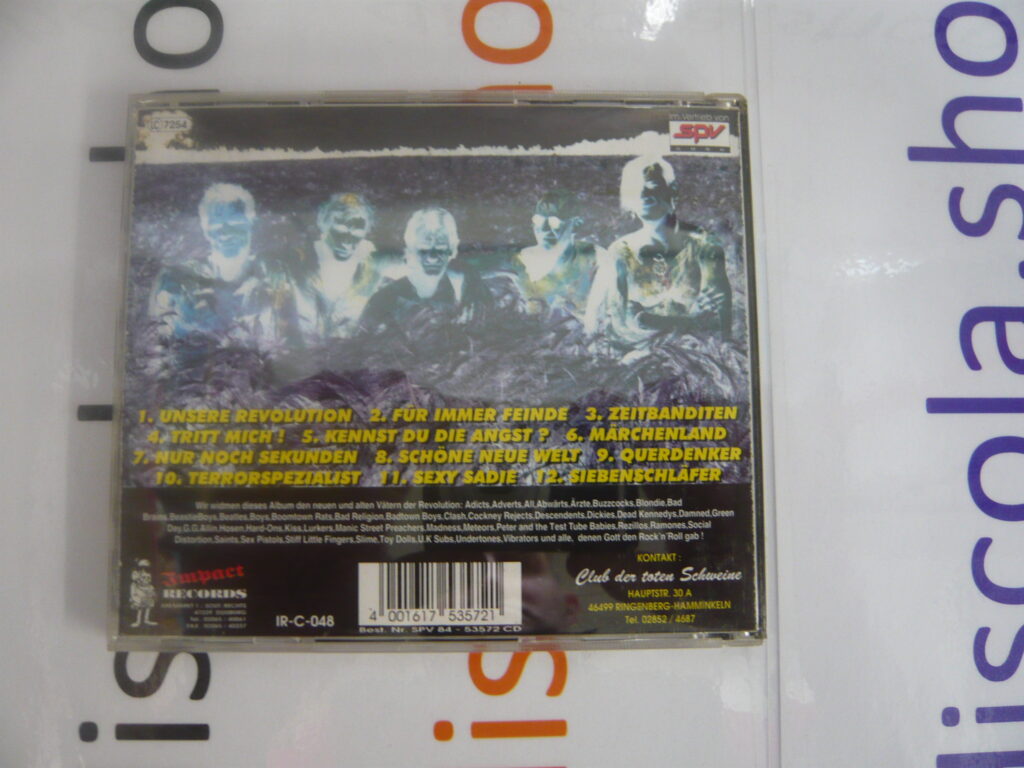 LC 7254
Im Vertrieb von
SPV
1. UNSERE REVOLUTION 2. FÜR IMMER FEINDE 3. ZEITBANDITEN
4. TRITT MICH ! 5. KENNST DU DIE ANGST ? 6. MÄRCHENLAND
7. NUR NOCH SEKUNDEN 8. SCHÖNE NEUE WELT 9. QUERDENKER
10. TERRORSPEZIALIST 11. SEXY SADIE 12. SIEBENSCHLÄFER
Wir widmen dieses Album den neuen und alten Vätern der Revolution: Adicts,Adverts,All,Abwärts,Ärzte,Buzzcocks,Blondie,Bad
Brains,BeastieBoys,Beatles,Boys,Boomtown Rats,Bad Religion,Badtown Boys,Clash,Cockney Rejects,Descendents,Dickies,Dead Kennedys,Damned,Green
Day,G.G.Allin,Hosen,Hard-Ons,Kiss,Lurkers,Manic Street Preachers,Madness,Meteors,Peter and the Test Tube Babies,Rezillos,Ramones,Social
Distortion,Saints,Sex Pistols,Stiff Little Fingers,Slime,Toy Dolls,U.K Subs,Undertones,Vibrators und alle, denen Gott den Rock'n'Roll gab !
KONTAKT :
Club der toten Schweine
HAUPTSTR. 30 A
46499 RINGENBERG-HAMMINKELN
Tel. 02852 / 4687
Impact
RECORDS
IR-C-048
4 001617 535721
Best. Nr. SPV 84 - 53572 CD
iscola.sho